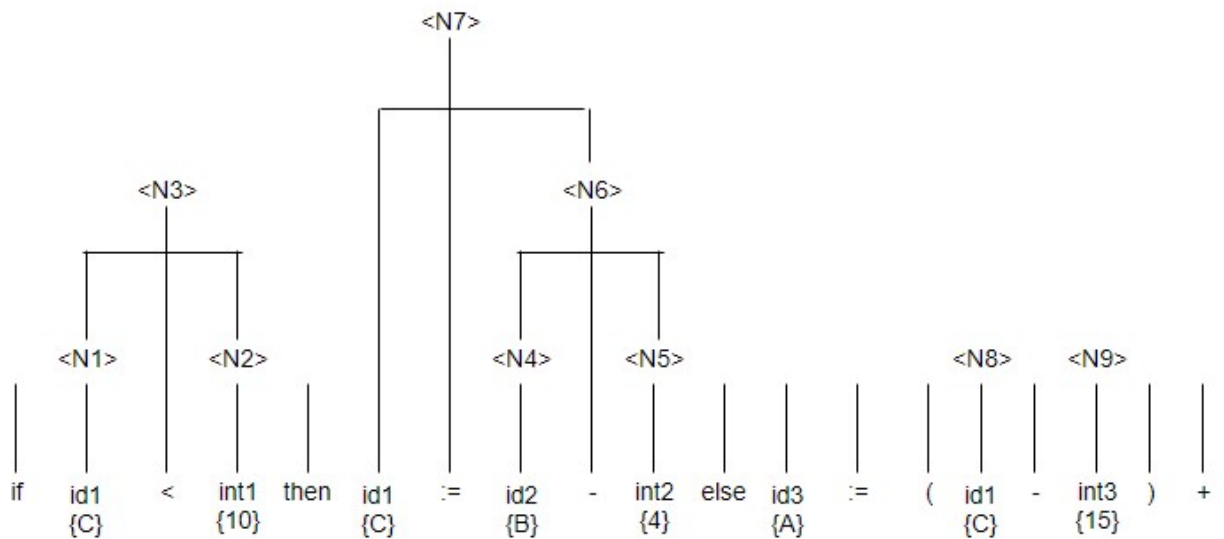 <N7>
<N3> <N6>
<N1> <N2> <N4> <N5> <N8> <N9>
if id1 < int1 then id1 := id2 - int2 else id3 := ( id1 - int3 ) +
{C} {10} {C} {B} {4} {A} {C} {15}